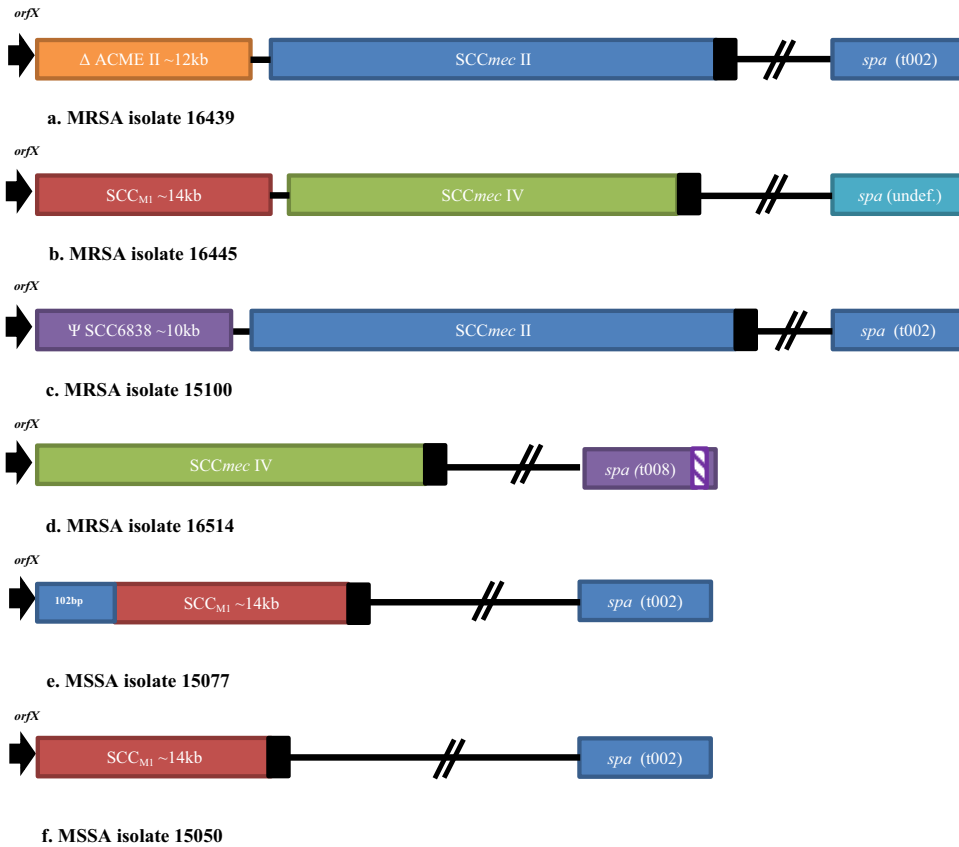 orfX
Δ ACME II ~12kb SCCmec II spa (t002)
a. MRSA isolate 16439
orfX
SCCM1 ~14kb SCCmec IV spa (undef.)
b. MRSA isolate 16445
orfX
Ψ SCC6838 ~10kb SCCmec II spa (t002)
c. MRSA isolate 15100
orfX
SCCmec IV spa (t008)
d. MRSA isolate 16514
orfX
102bp SCCM1 ~14kb spa (t002)
e. MSSA isolate 15077
orfX
SCCM1 ~14kb spa (t002)
f. MSSA isolate 15050